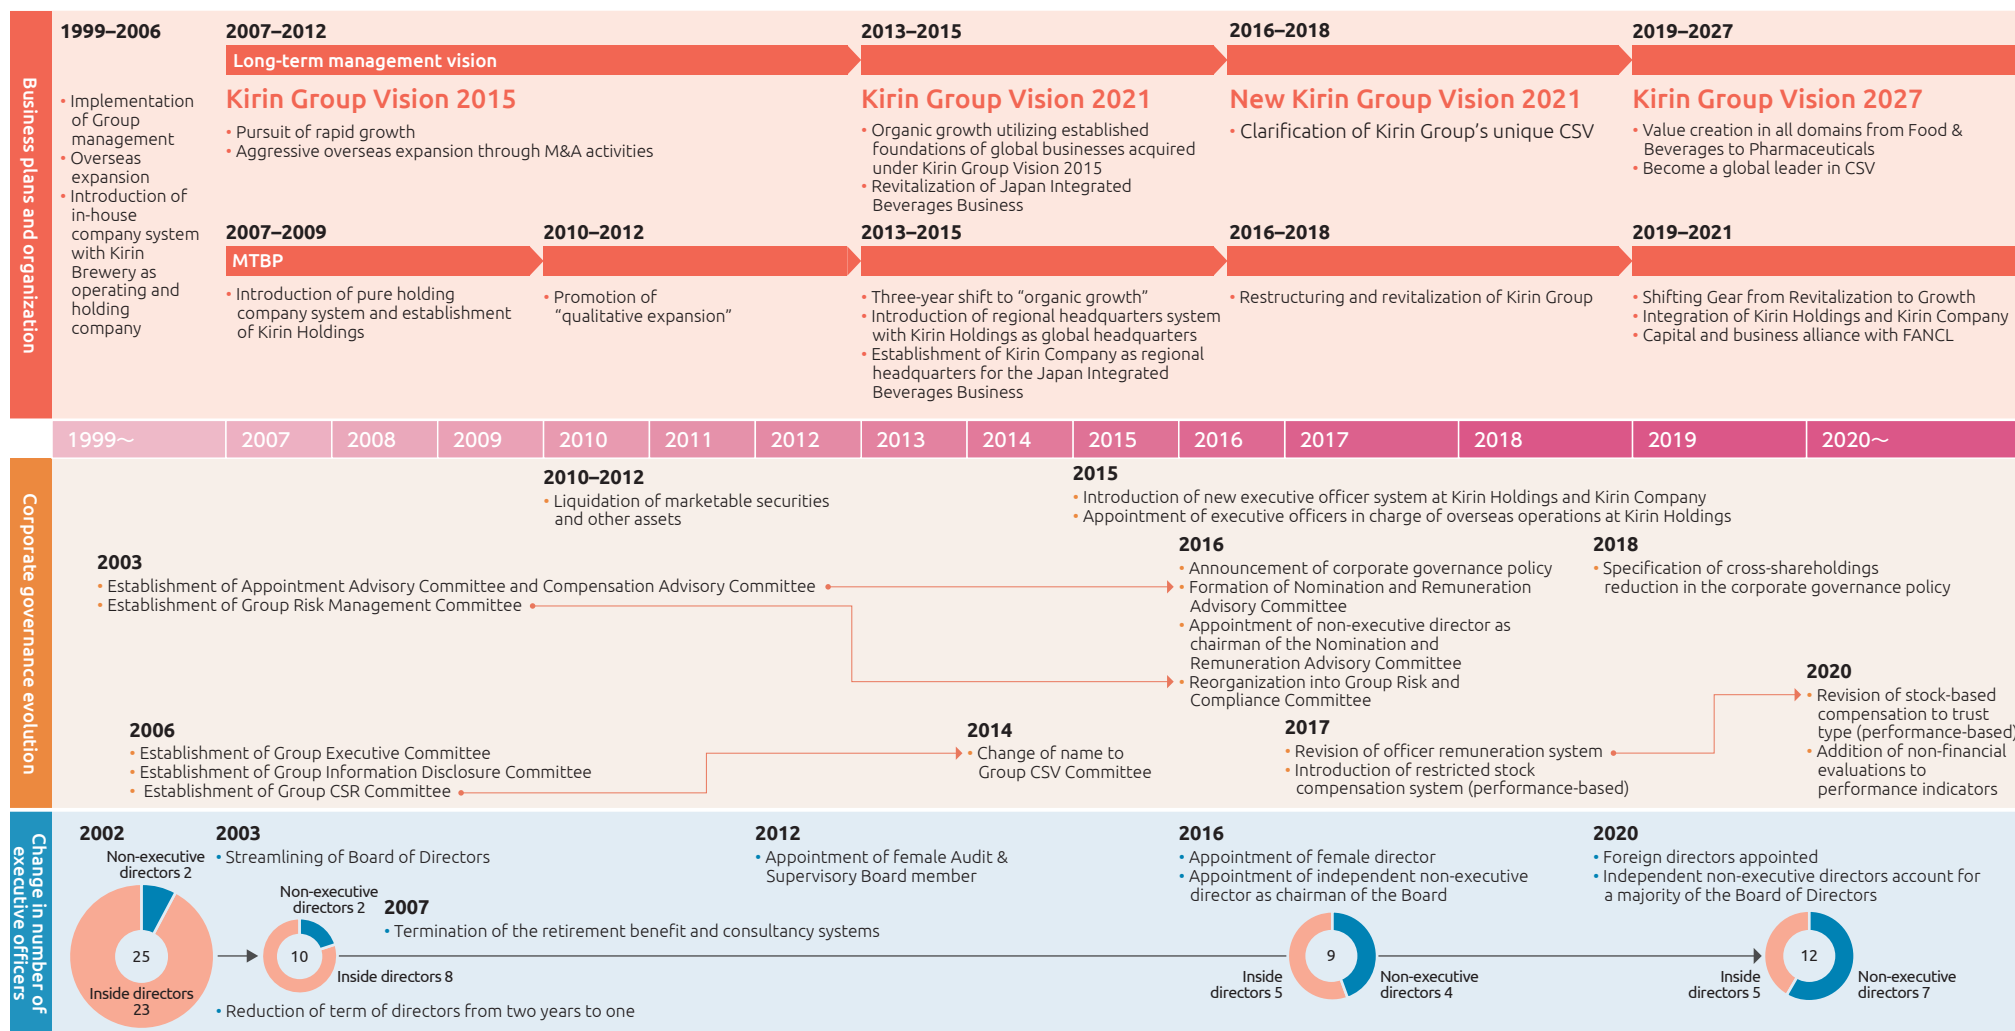 Business plans and organization
1999–2006
• Implementation
of Group
management
• Overseas
expansion
• Introduction of
in-house
company system
with Kirin
Brewery as
operating and
holding
company
2007–2012
Long-term management vision
Kirin Group Vision 2015
• Pursuit of rapid growth
• Aggressive overseas expansion through M&A activities
2013–2015
Kirin Group Vision 2021
• Organic growth utilizing established
foundations of global businesses acquired
under Kirin Group Vision 2015
• Revitalization of Japan Integrated
Beverages Business
2016–2018
New Kirin Group Vision 2021
• Clarification of Kirin Group's unique CSV
2019–2027
Kirin Group Vision 2027
• Value creation in all domains from Food &
Beverages to Pharmaceuticals
• Become a global leader in CSV
2007–2009
MTBP
• Introduction of pure holding
company system and establishment
of Kirin Holdings
2010–2012
• Promotion of
“qualitative expansion”
2013–2015
• Three-year shift to “organic growth”
• Introduction of regional headquarters system
with Kirin Holdings as global headquarters
• Establishment of Kirin Company as regional
headquarters for the Japan Integrated
Beverages Business
2016–2018
• Restructuring and revitalization of Kirin Group
2019–2021
• Shifting Gear from Revitalization to Growth
• Integration of Kirin Holdings and Kirin Company
• Capital and business alliance with FANCL
1999～ 2007 2008 2009 2010 2011 2012 2013 2014 2015 2016 2017 2018 2019 2020～
Corporate governance evolution
2010–2012
• Liquidation of marketable securities
and other assets
2015
• Introduction of new executive officer system at Kirin Holdings and Kirin Company
• Appointment of executive officers in charge of overseas operations at Kirin Holdings
2003
• Establishment of Appointment Advisory Committee and Compensation Advisory Committee
• Establishment of Group Risk Management Committee
2016
• Announcement of corporate governance policy
• Formation of Nomination and Remuneration
Advisory Committee
• Appointment of non-executive director as
chairman of the Nomination and
Remuneration Advisory Committee
• Reorganization into Group Risk and
Compliance Committee
2018
• Specification of cross-shareholdings
reduction in the corporate governance policy
2006
• Establishment of Group Executive Committee
• Establishment of Group Information Disclosure Committee
• Establishment of Group CSR Committee
2014
• Change of name to
Group CSV Committee
2017
• Revision of officer remuneration system
• Introduction of restricted stock
compensation system (performance-based)
2020
• Revision of stock-based
compensation to trust
type (performance-based)
• Addition of non-financial
evaluations to
performance indicators
Change in number of
executive officers
2002
Non-executive
directors 2
25
Inside directors
23
2003
• Streamlining of Board of Directors
Non-executive
directors 2
10
Inside directors 8
• Reduction of term of directors from two years to one
2007
• Termination of the retirement benefit and consultancy systems
2012
• Appointment of female Audit &
Supervisory Board member
2016
• Appointment of female director
• Appointment of independent non-executive
director as chairman of the Board
9
Inside
directors 5
Non-executive
directors 4
2020
• Foreign directors appointed
• Independent non-executive directors account for
a majority of the Board of Directors
12
Inside
directors 5
Non-executive
directors 7